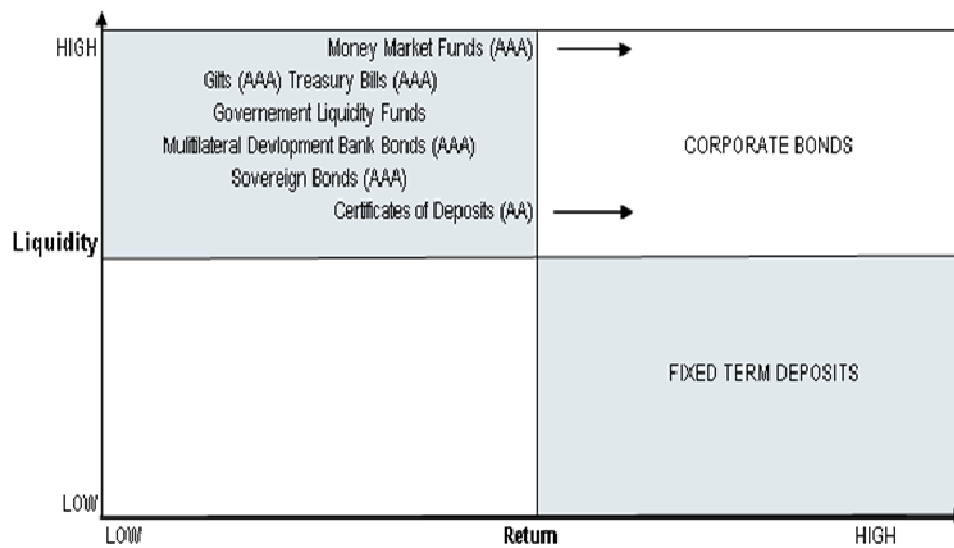 HIGH
Money Market Funds (AAA)
Gilts (AAA) Treasury Bills (AAA)
Governement Liquidity Funds
Multilateral Devlopment Bank Bonds (AAA)
CORPORATE BONDS
Sovereign Bonds (AAA)
Certificates of Deposits (AA)
Liquidity
FIXED TERM DEPOSITS
LOW
LOW Return HIGH